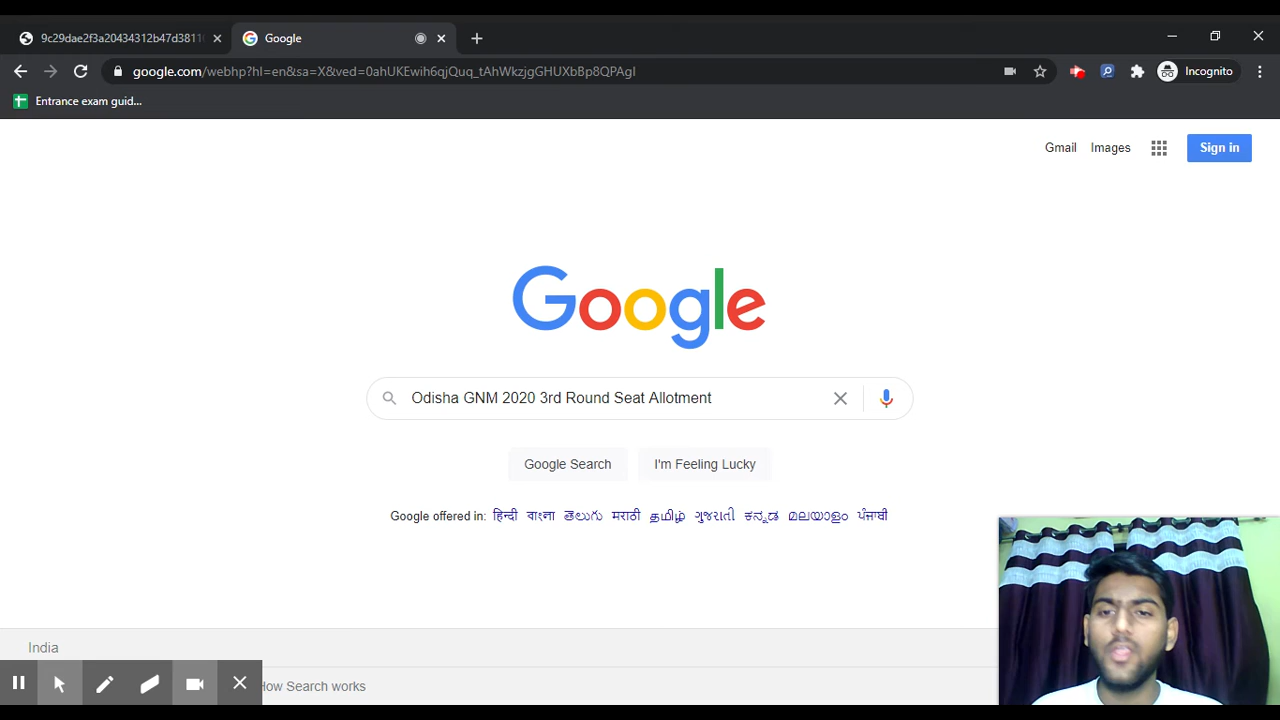 9c29dae2f3a20434312b47d3811
Google
google.com/webhp?hl=en&sa=X&ved=0ahUKEwih6qjQuq_tAhWkzjgGHUXbBp8QPAgI
Incognito
Entrance exam guid...
Gmail
Images
Sign in
Google
Odisha GNM 2020 3rd Round Seat Allotment
Google Search
I'm Feeling Lucky
Google offered in: हिन्दी বাংলা తెలుగు मराठी தமிழ் ગુજરાતી ಕನ್ನಡ മലയാളം ਪੰਜਾਬੀ
India
How Search works